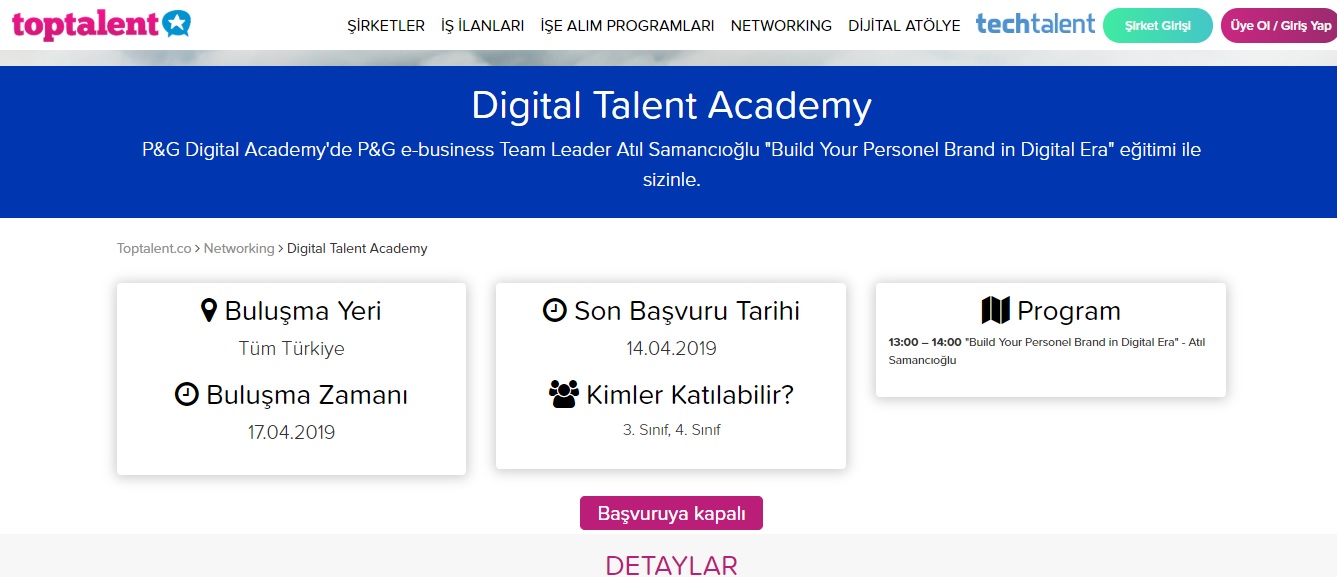 toptalent
ŞİRKETLER İŞ İLANLARI İŞE ALIM PROGRAMLARI NETWORKING DİJİTAL ATÖLYE techtalent Şirket Girişi Üye Ol / Giriş Yap
Digital Talent Academy
P&G Digital Academy'de P&G e-business Team Leader Atıl Samancıoğlu "Build Your Personel Brand in Digital Era" eğitimi ile
sizinle.
Toptalent.co > Networking > Digital Talent Academy
Buluşma Yeri
Tüm Türkiye
Buluşma Zamanı
17.04.2019
Son Başvuru Tarihi
14.04.2019
Kimler Katılabilir?
3. Sınıf, 4. Sınıf
Program
13:00 – 14:00 "Build Your Personel Brand in Digital Era" - Atıl
Samancıoğlu
Başvuruya kapalı
DETAYLAR